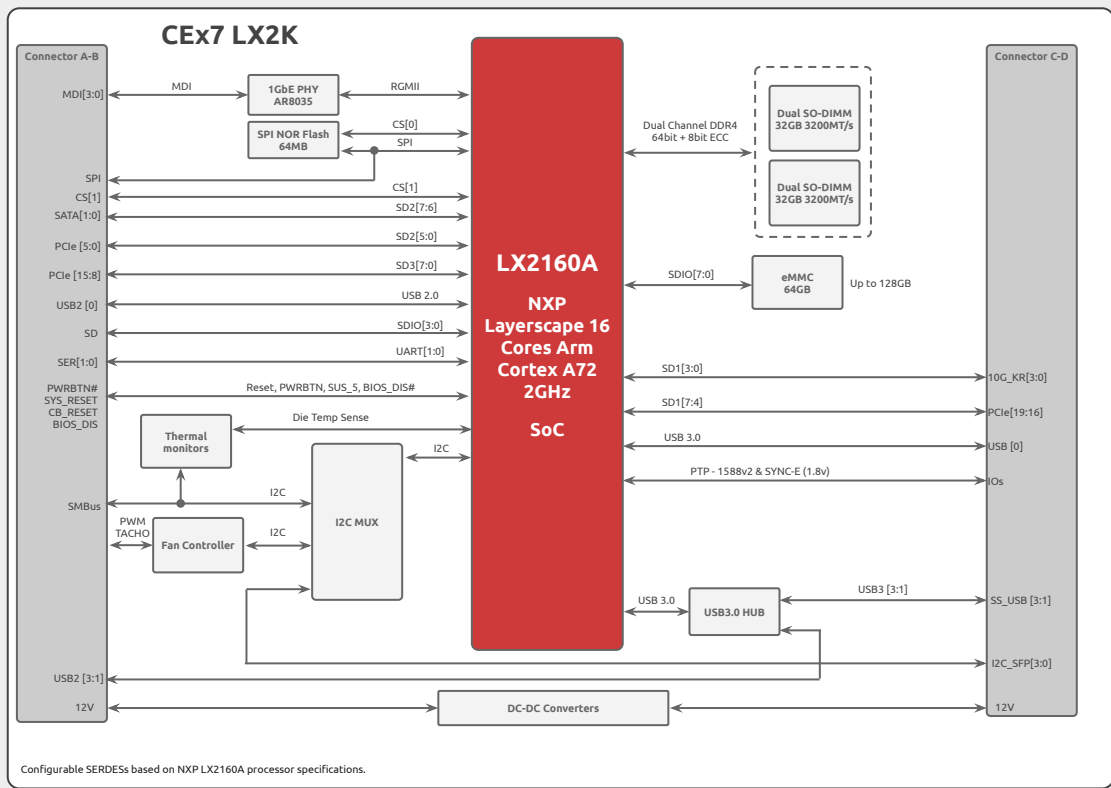 CEx7 LX2K
Connector A-B
MDI[3:0]
SPI
CS[1]
SATA[1:0]
PCIe [5:0]
PCIe [15:8]
USB2 [0]
SD
SER[1:0]
PWRBTN#
SYS_RESET
CB_RESET
BIOS_DIS
SMBus
USB2 [3:1]
12V
MDI
1GbE PHY
AR8035
RGMII
SPI NOR Flash
64MB
CS[0]
SPI
CS[1]
SD2[7:6]
SD2[5:0]
SD3[7:0]
USB 2.0
SDIO[3:0]
UART[1:0]
Reset, PWRBTN, SUS_5, BIOS_DIS#
Die Temp Sense
Thermal
monitors
I2C
I2C
I2C MUX
PWM
TACHO
Fan Controller
I2C
LX2160A
NXP
Layerscape 16
Cores Arm
Cortex A72
2GHz
SoC
Dual Channel DDR4
64bit + 8bit ECC
Dual SO-DIMM
32GB 3200MT/s
Dual SO-DIMM
32GB 3200MT/s
SDIO[7:0]
eMMC
64GB
Up to 128GB
SD1[3:0]
SD1[7:4]
USB 3.0
PTP - 1588v2 & SYNC-E (1.8v)
USB 3.0
USB3.0 HUB
USB3 [3:1]
DC-DC Converters
Connector C-D
10G_KR[3:0]
PCIe[19:16]
USB [0]
IOs
SS_USB [3:1]
I2C_SFP[3:0]
12V
Configurable SERDESs based on NXP LX2160A processor specifications.